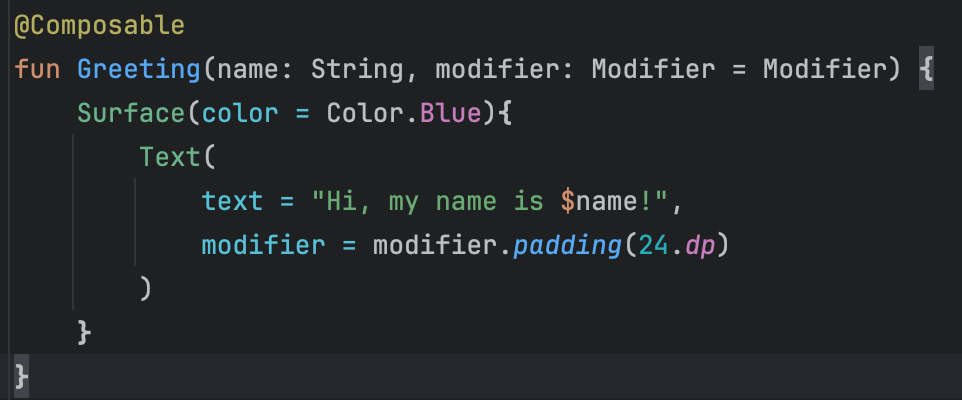 @Composable
fun Greeting(name: String, modifier: Modifier = Modifier) {
    Surface(color = Color.Blue){
        Text(
            text = "Hi, my name is $name!",
            modifier = modifier.padding(24.dp)
        )
    }
}